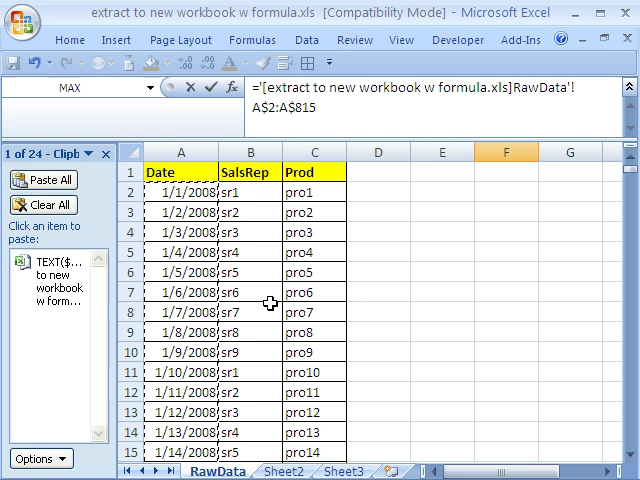 extract to new workbook w formula.xls [Compatibility Mode] - Microsoft Excel
Home Insert Formulas Data Review View Developer Add-Ins
MAX
='[extract to new workbook w formula.xls]RawData'!
A$2:A$815
1 of 24 - Clipb
Paste All
Clear All
Click an item to
paste:
TEXT($...
to new
workbook
w form...
Options
A B C D E F G
1 Date SalsRep Prod
2 1/1/2008 sr1 pro1
3 1/2/2008 sr2 pro2
4 1/3/2008 sr3 pro3
5 1/4/2008 sr4 pro4
6 1/5/2008 sr5 pro5
7 1/6/2008 sr6 pro6
8 1/7/2008 sr7 pro7
9 1/8/2008 sr8 pro8
10 1/9/2008 sr9 pro9
11 1/10/2008 sr1 pro10
12 1/11/2008 sr2 pro11
13 1/12/2008 sr3 pro12
14 1/13/2008 sr4 pro13
15 1/14/2008 sr5 pro14
RawData Sheet2 Sheet3